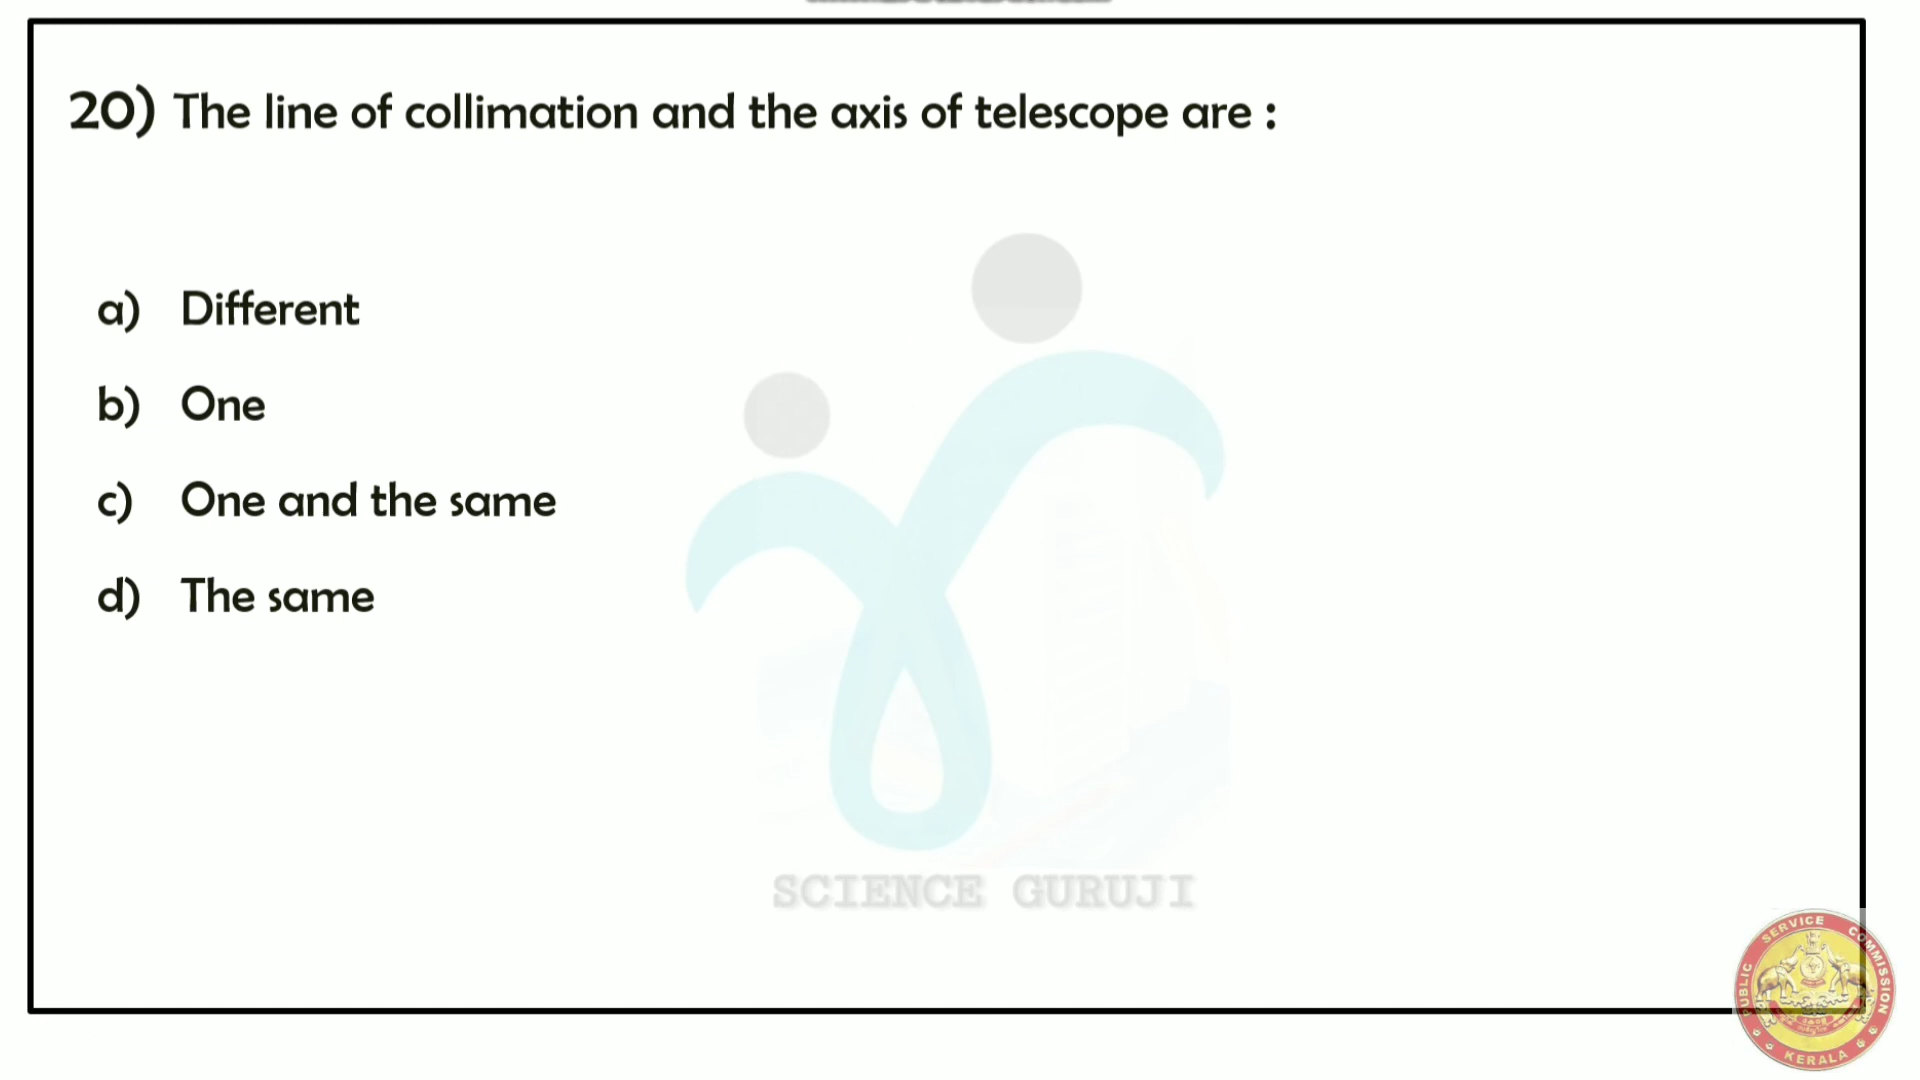 20) The line of collimation and the axis of telescope are :
a) Different
b) One
c) One and the same
d) The same
SCIENCE GURUJI
PUBLIC SERVICE COMMISSION
KERALA